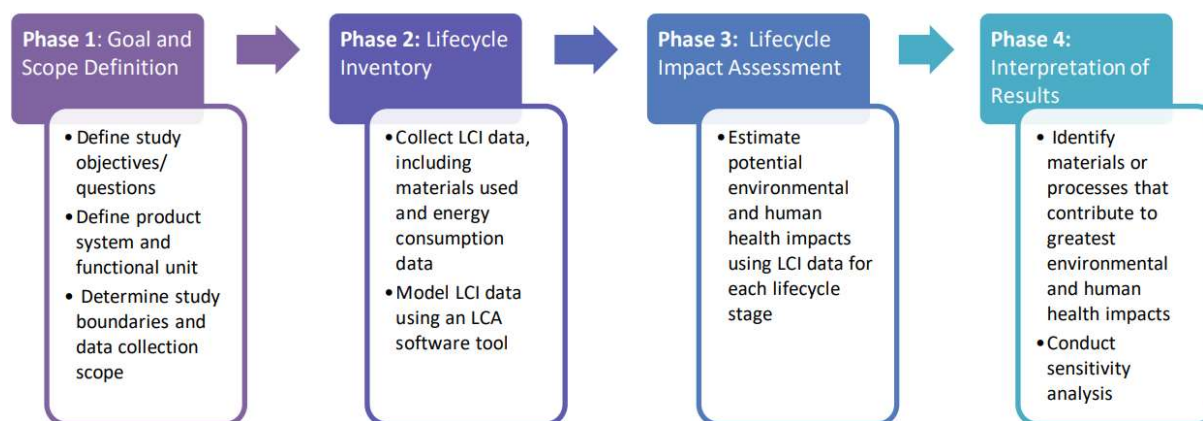 Phase 1: Goal and
Scope Definition
• Define study
objectives/
questions
• Define product
system and
functional unit
• Determine study
boundaries and
data collection
scope
Phase 2: Lifecycle
Inventory
• Collect LCI data,
including
materials used
and energy
consumption
data
• Model LCI data
using an LCA
software tool
Phase 3: Lifecycle
Impact Assessment
• Estimate
potential
environmental
and human
health impacts
using LCI data for
each lifecycle
stage
Phase 4:
Interpretation of
Results
• Identify
materials or
processes that
contribute to
greatest
environmental
and human
health impacts
• Conduct
sensitivity
analysis